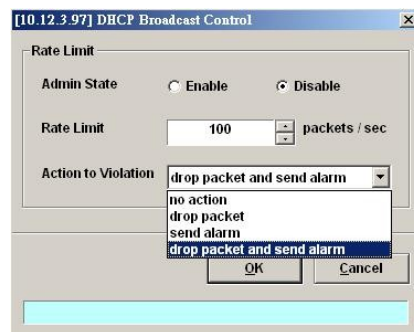 [10.12.3.97] DHCP Broadcast Control
Rate Limit
Admin State Enable Disable
Rate Limit 100 packets / sec
Action to Violation drop packet and send alarm
no action
drop packet
send alarm
drop packet and send alarm
OK Cancel